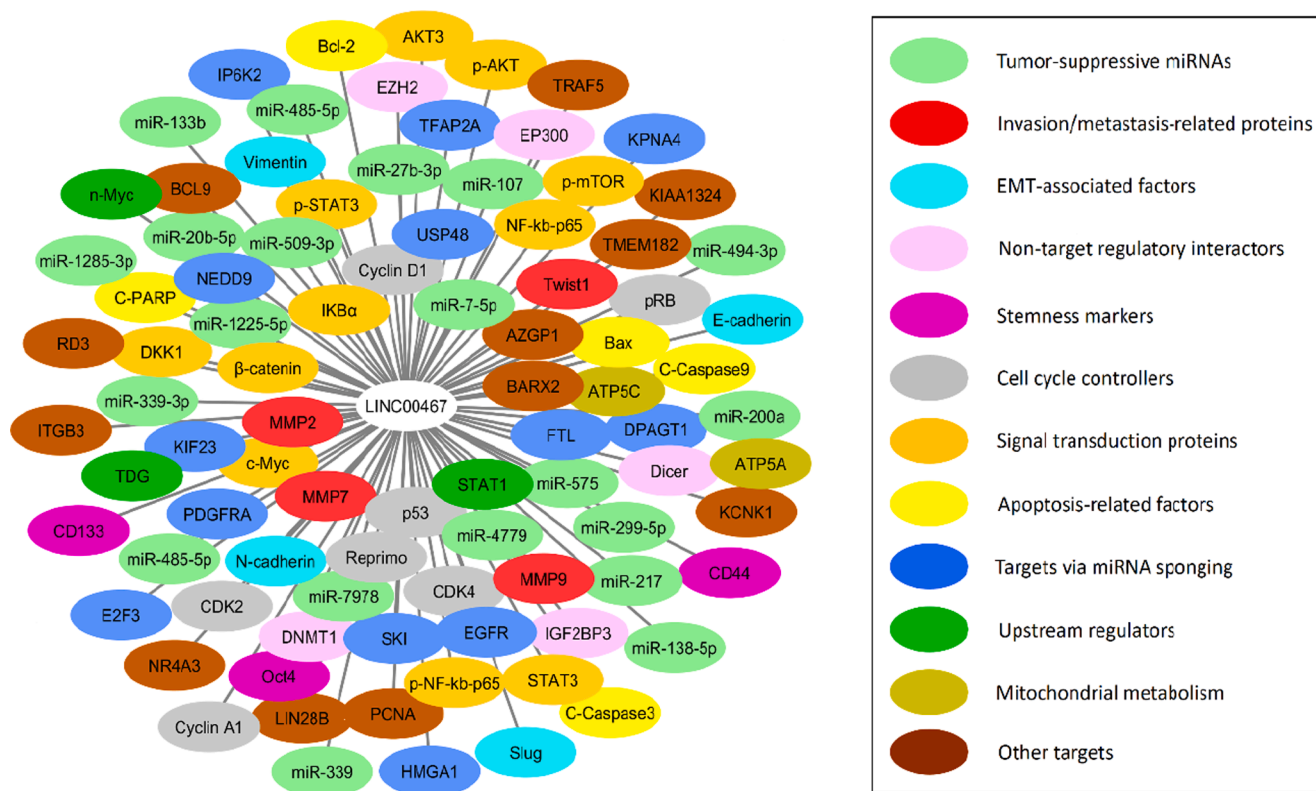 Bcl-2
AKT3
p-AKT
IP6K2
EZH2
TRAF5
miR-485-5p
miR-133b
TFAP2A
EP300
KPNA4
Vimentin
miR-27b-3p
miR-107
n-Myc
BCL9
p-STAT3
p-mTOR
KIAA1324
miR-20b-5p
miR-509-3p
USP48
NF-kb-p65
TMEM182
miR-494-3p
miR-1285-3p
NEDD9
Cyclin D1
Twist1
pRB
C-PARP
IKBα
miR-7-5p
E-cadherin
miR-1225-5p
AZGP1
Bax
RD3
DKK1
β-catenin
C-Caspase9
BARX2
ATP5C
miR-339-3p
LINC00467
miR-200a
ITGB3
MMP2
FTL
DPAGT1
KIF23
c-Myc
Dicer
ATP5A
TDG
STAT1
miR-575
MMP7
PDGFRA
p53
KCNK1
CD133
miR-4779
miR-299-5p
miR-485-5p
N-cadherin
Reprimo
MMP9
miR-217
CD44
E2F3
CDK2
miR-7978
CDK4
DNMT1
SKI
EGFR
IGF2BP3
miR-138-5p
NR4A3
Oct4
p-NF-kb-p65
STAT3
Cyclin A1
LIN28B
PCNA
C-Caspase3
Slug
miR-339
HMGA1
Tumor-suppressive miRNAs
Invasion/metastasis-related proteins
EMT-associated factors
Non-target regulatory interactors
Stemness markers
Cell cycle controllers
Signal transduction proteins
Apoptosis-related factors
Targets via miRNA sponging
Upstream regulators
Mitochondrial metabolism
Other targets